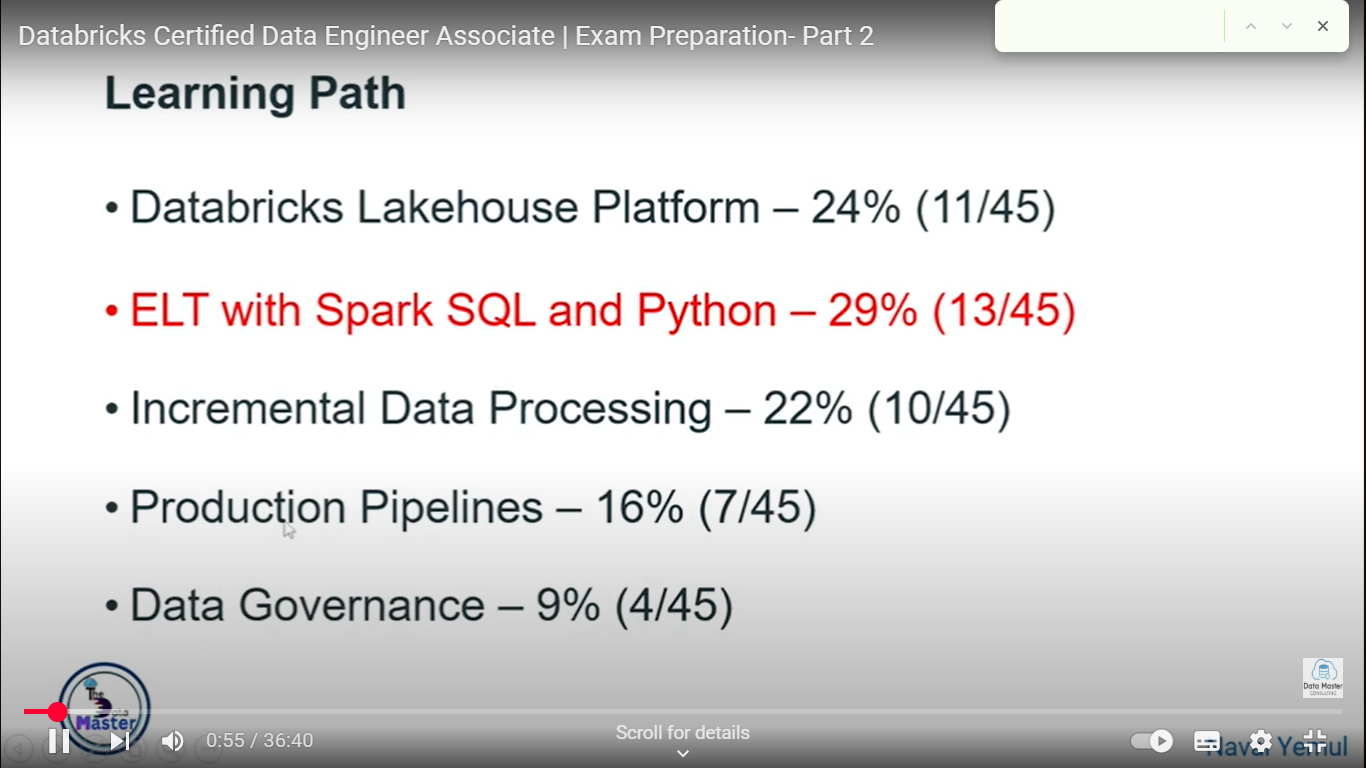 Databricks Certified Data Engineer Associate | Exam Preparation- Part 2
Learning Path
• Databricks Lakehouse Platform – 24% (11/45)
• ELT with Spark SQL and Python – 29% (13/45)
• Incremental Data Processing – 22% (10/45)
• Production Pipelines – 16% (7/45)
• Data Governance – 9% (4/45)
The
Master
Data Master
CONSULTING
0:55 / 36:40
Scroll for details
Naval Yemul